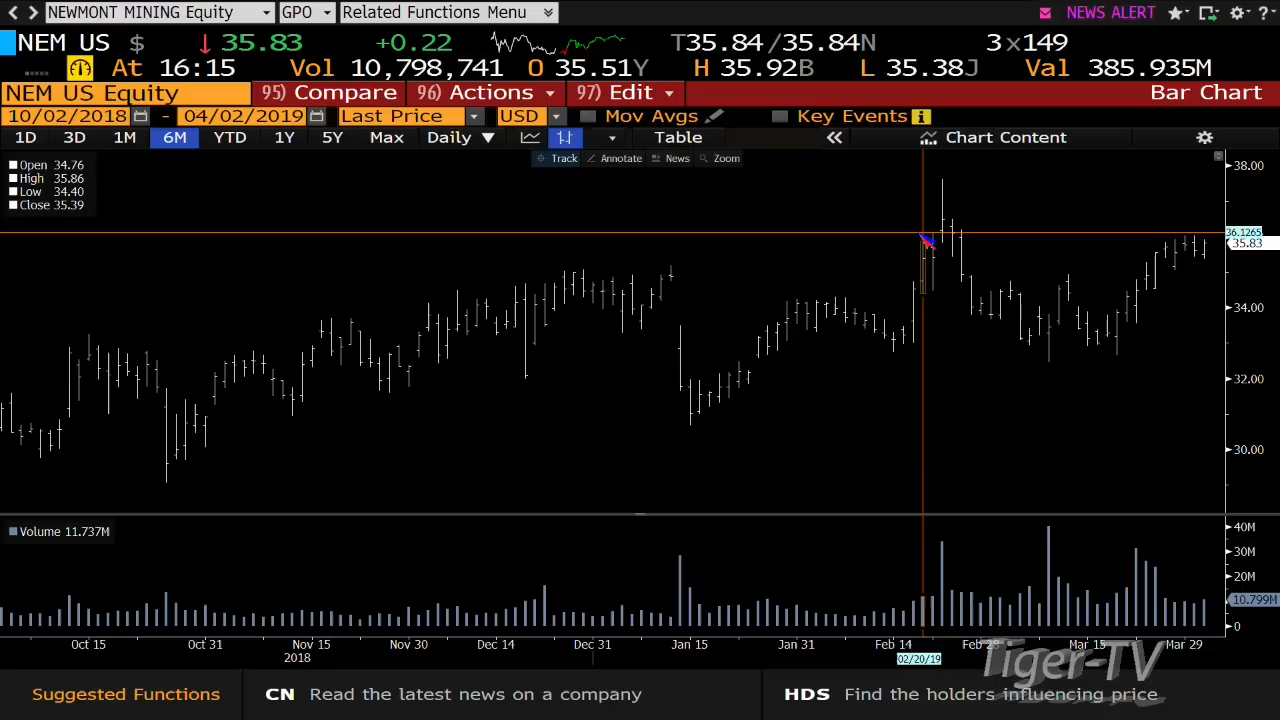 NEWMONT MINING Equity GPO Related Functions Menu NEWS ALERT ?
NEM US $ 35.83 +0.22 T35.84/35.84N 3x149
At 16:15 Vol 10,798,741 O 35.51Y H 35.92B L 35.38J Val 385.935M
NEM US Equity 95) Compare 96) Actions 97) Edit Bar Chart
10/02/2018 - 04/02/2019 Last Price USD Mov Avgs Key Events i
1D 3D 1M 6M YTD 1Y 5Y Max Daily Table Chart Content
Track Annotate News Zoom
Open 34.76
High 35.86
Low 34.40
Close 35.39
38.00
36.1265
35.83
34.00
32.00
30.00
Volume 11.737M
40M
30M
20M
10.799M
0
Oct 15 Oct 31 Nov 15 Nov 30 Dec 14 Dec 31 Jan 15 Jan 31 Feb 14 Feb 28 Mar 15 Mar 29
2018 02/20/19
Tiger-TV
Suggested Functions CN Read the latest news on a company HDS Find the holders influencing price